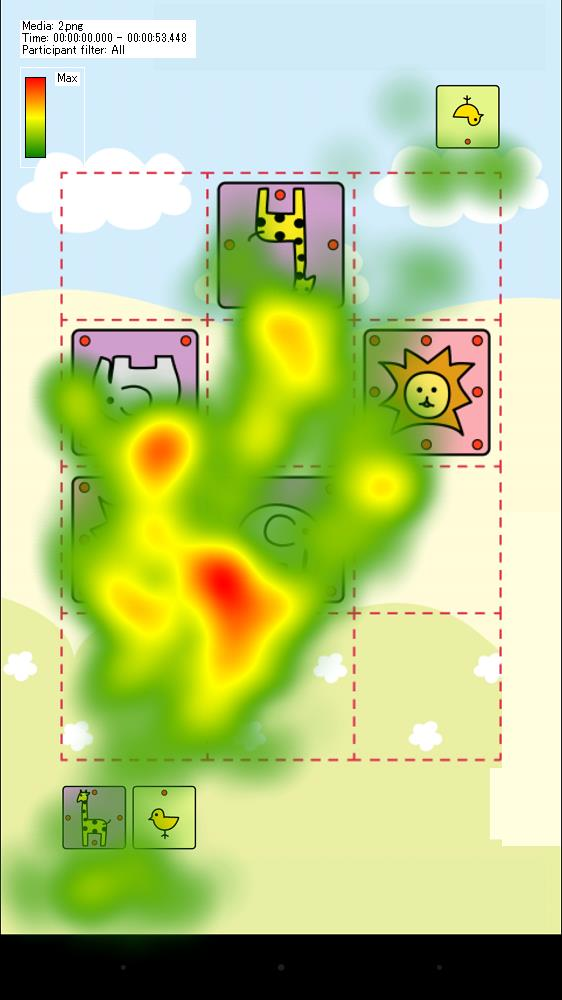 Media: 2.png
Time: 00:00:00.000 - 00:00:53.448
Participant filter: All
Max